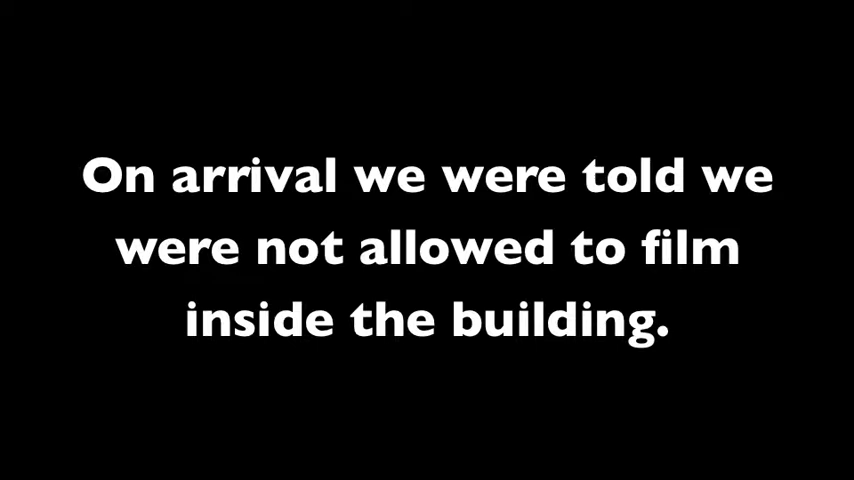 On arrival we were told we
were not allowed to film
inside the building.